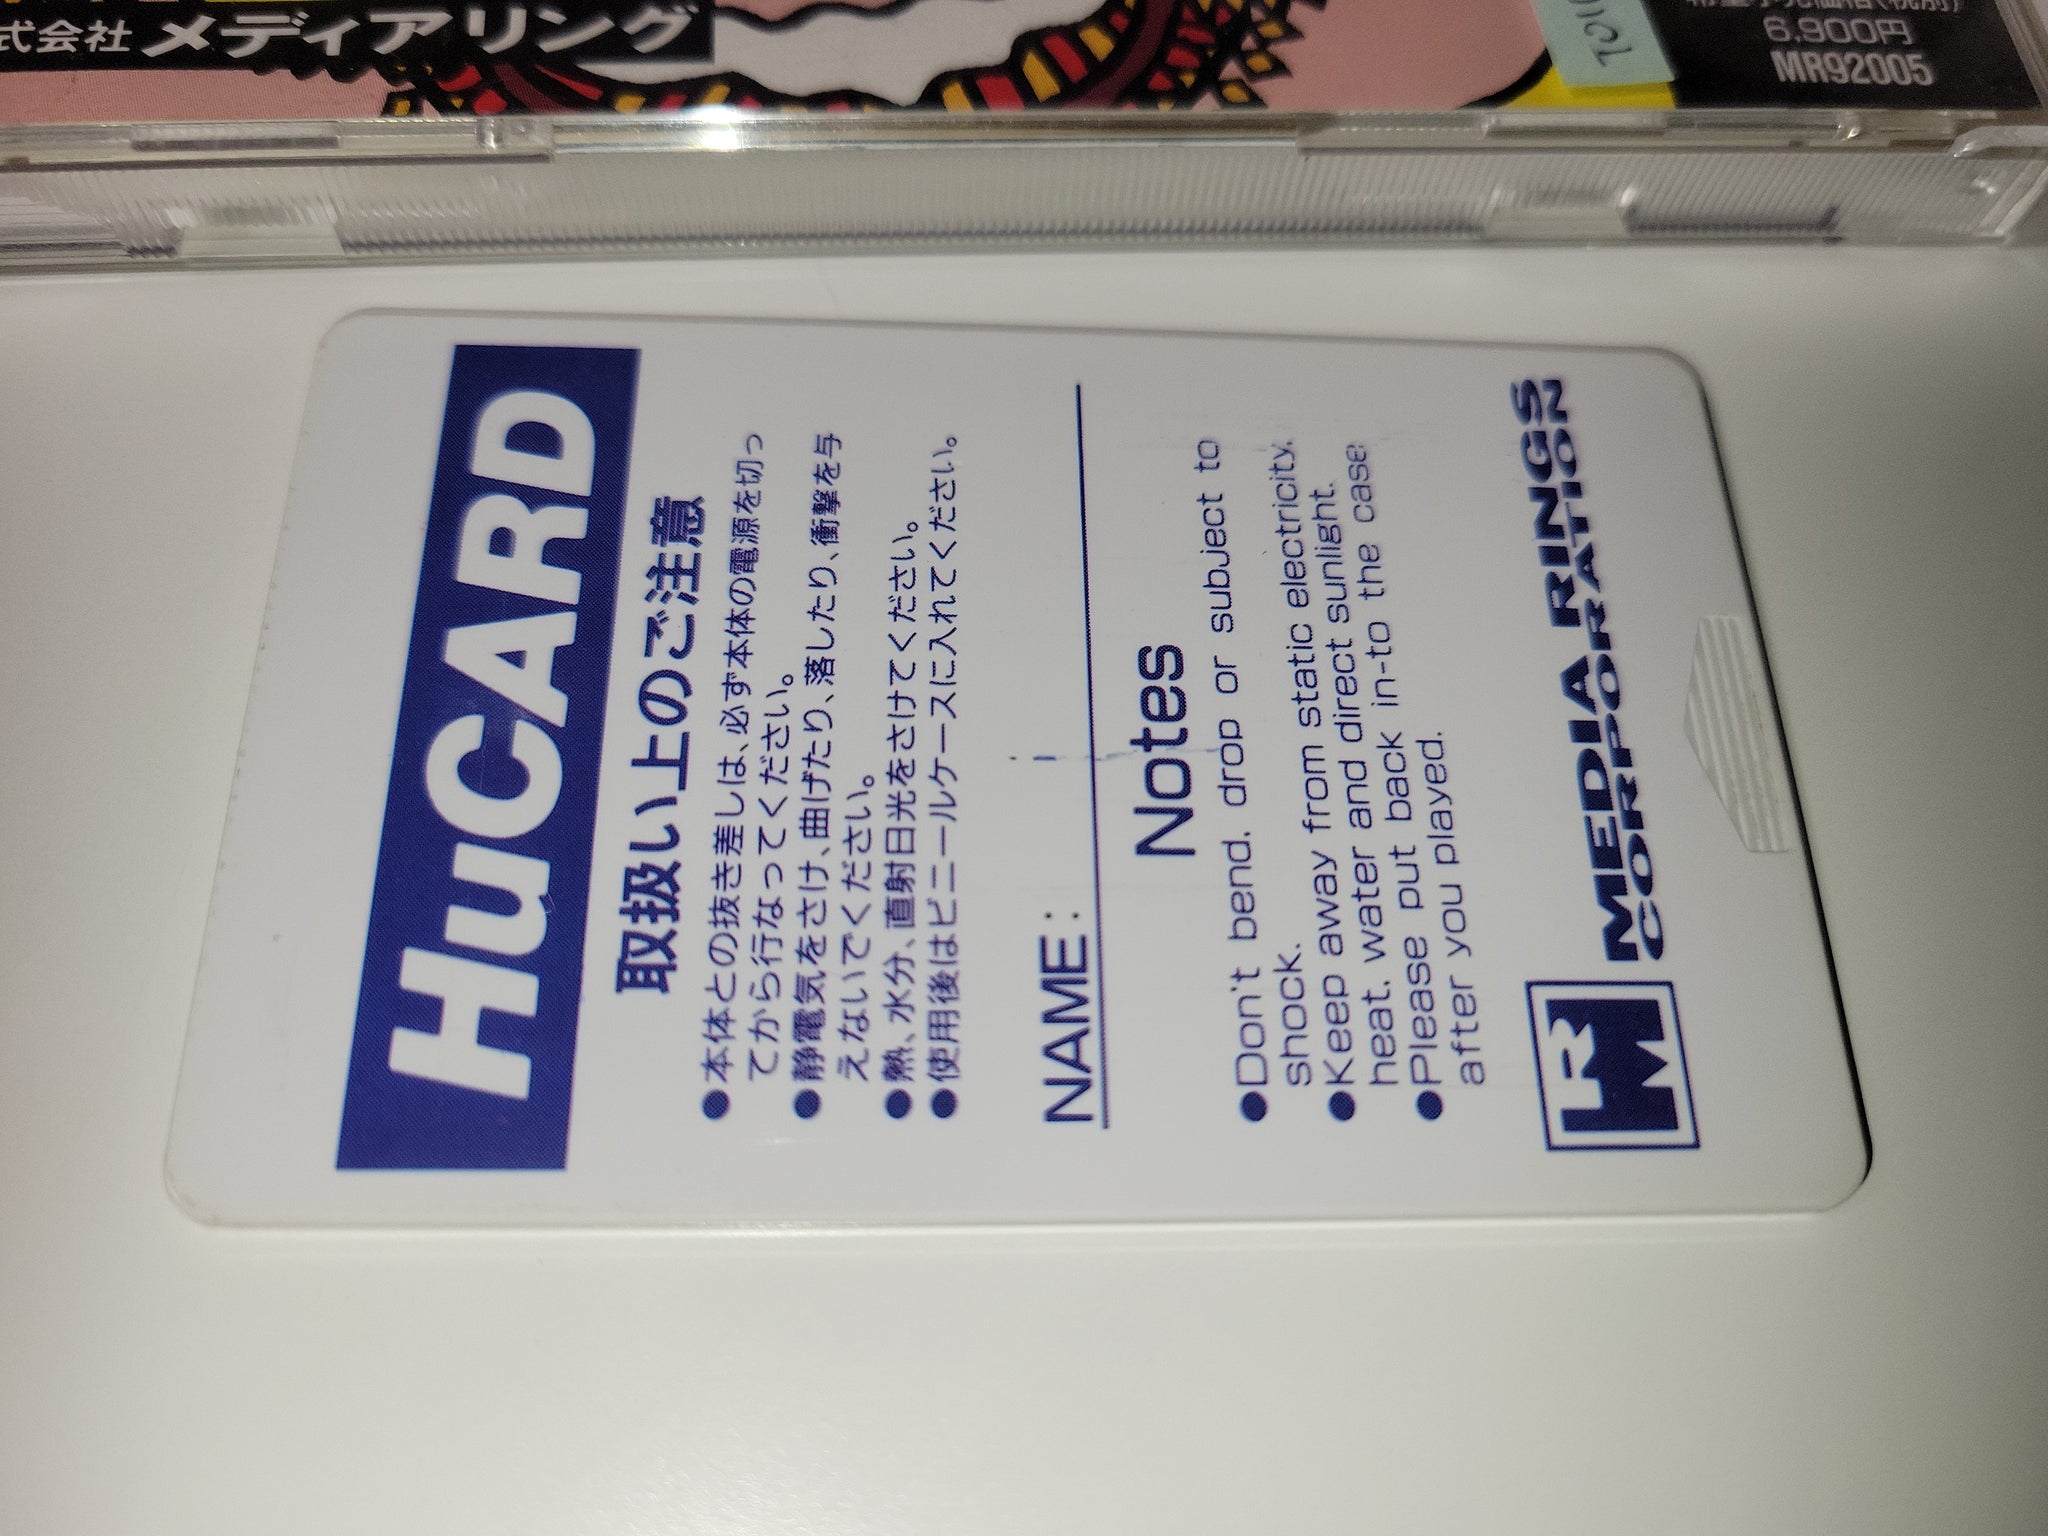 式会社 メディアリング
6,900円
MR92005
HuCARD
取扱い上のご注意
●本体との抜き差しは、必ず本体の電源を切っ
てから行なってください。
●静電気をさけ、曲げたり、落したり、衝撃を与
えないでください。
●熱、水分、直射日光をさけてください。
●使用後はビニールケースに入れてください。
NAME:
Notes
●Don't bend, drop or subject to
shock.
●Keep away from static electricity,
heat, water and direct sunlight.
●Please put back in-to the case
after you played.
MR
MEDIA RINGS
CORPORATION